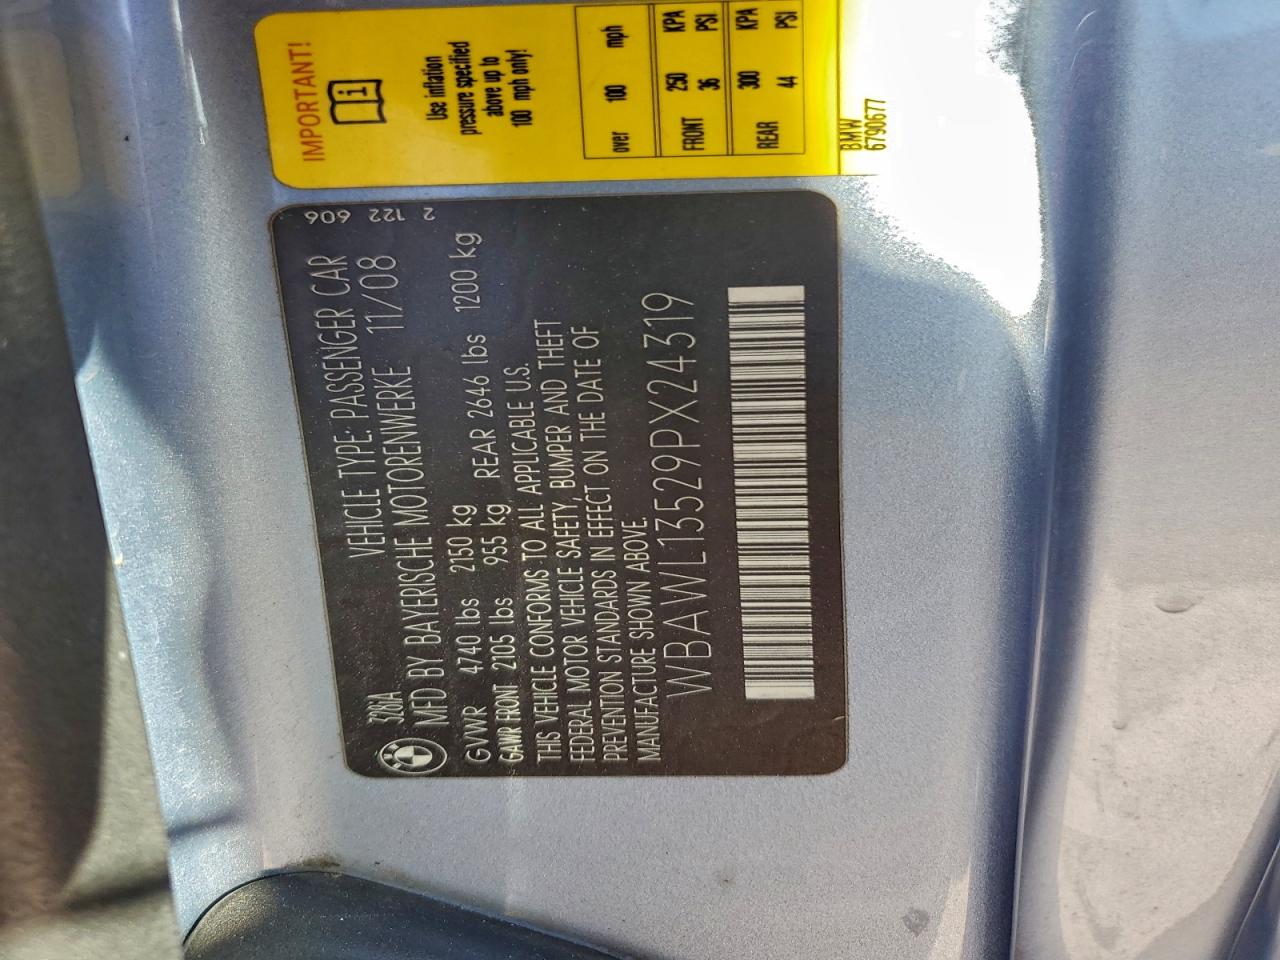 IMPORTANT!
i
Use inflation
pressure specified
above up to
100 mph only!
over 100 mph
FRONT 250 KPA
36 PSI
REAR 300 KPA
44 PSI
BMW
6790677
606
122
2
328iA VEHICLE TYPE: PASSENGER CAR
MFD BY BAYERISCHE MOTORENWERKE 11/08
GVWR 4740 lbs 2150 kg
GAWR FRONT 2105 lbs 955 kg REAR 2646 lbs 1200 kg
THIS VEHICLE CONFORMS TO ALL APPLICABLE U.S.
FEDERAL MOTOR VEHICLE SAFETY, BUMPER AND THEFT
PREVENTION STANDARDS IN EFFECT ON THE DATE OF
MANUFACTURE SHOWN ABOVE.
WBAWL13529PX24319